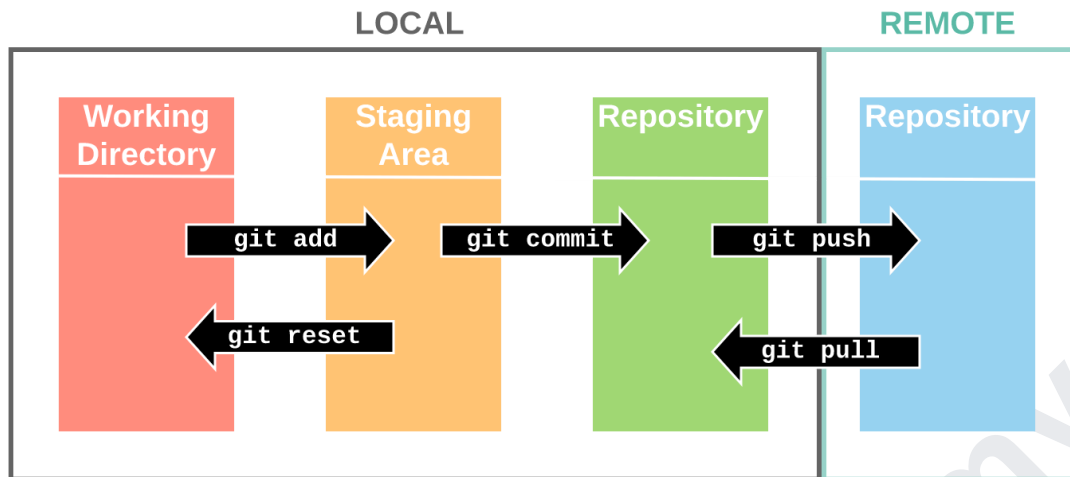 LOCAL
REMOTE
Working
Directory
Staging
Area
Repository
Repository
git add
git commit
git push
git reset
git pull